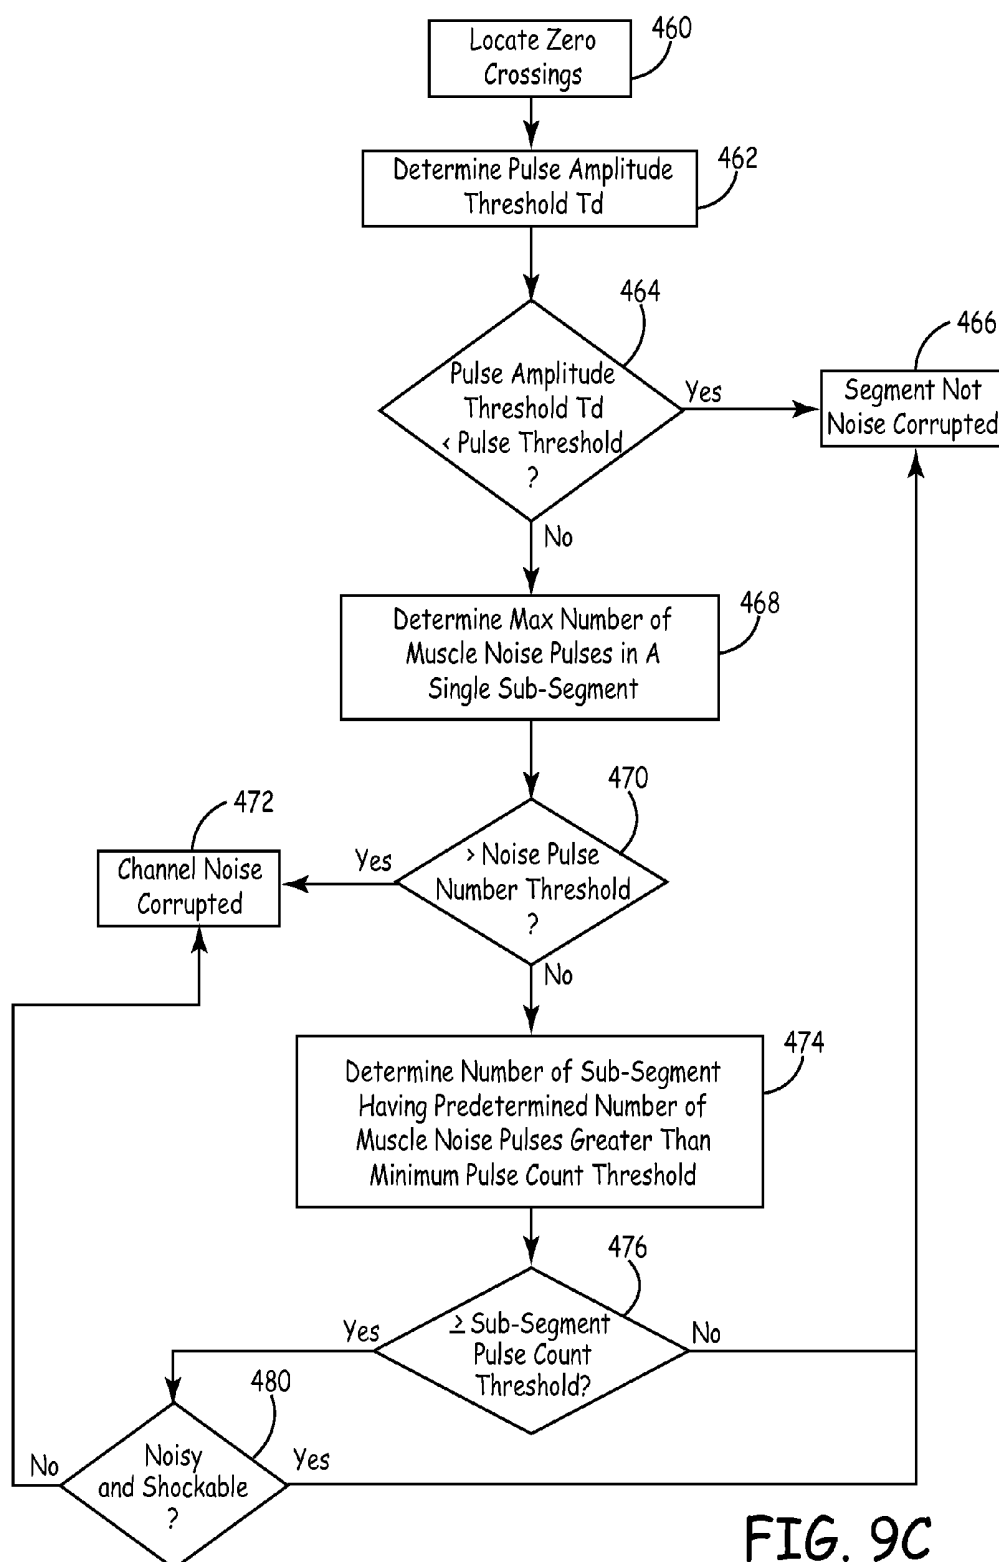 Locate Zero
Crossings
460
Determine Pulse Amplitude
Threshold Td
462
464
Pulse Amplitude
Threshold Td
< Pulse Threshold
?
Yes
466
Segment Not
Noise Corrupted
No
Determine Max Number of
Muscle Noise Pulses in A
Single Sub-Segment
468
470
> Noise Pulse
Number Threshold
?
Yes
472
Channel Noise
Corrupted
No
474
Determine Number of Sub-Segment
Having Predetermined Number of
Muscle Noise Pulses Greater Than
Minimum Pulse Count Threshold
476
≥ Sub-Segment
Pulse Count
Threshold?
Yes
No
480
Noisy
and Shockable
?
No
Yes
FIG. 9C